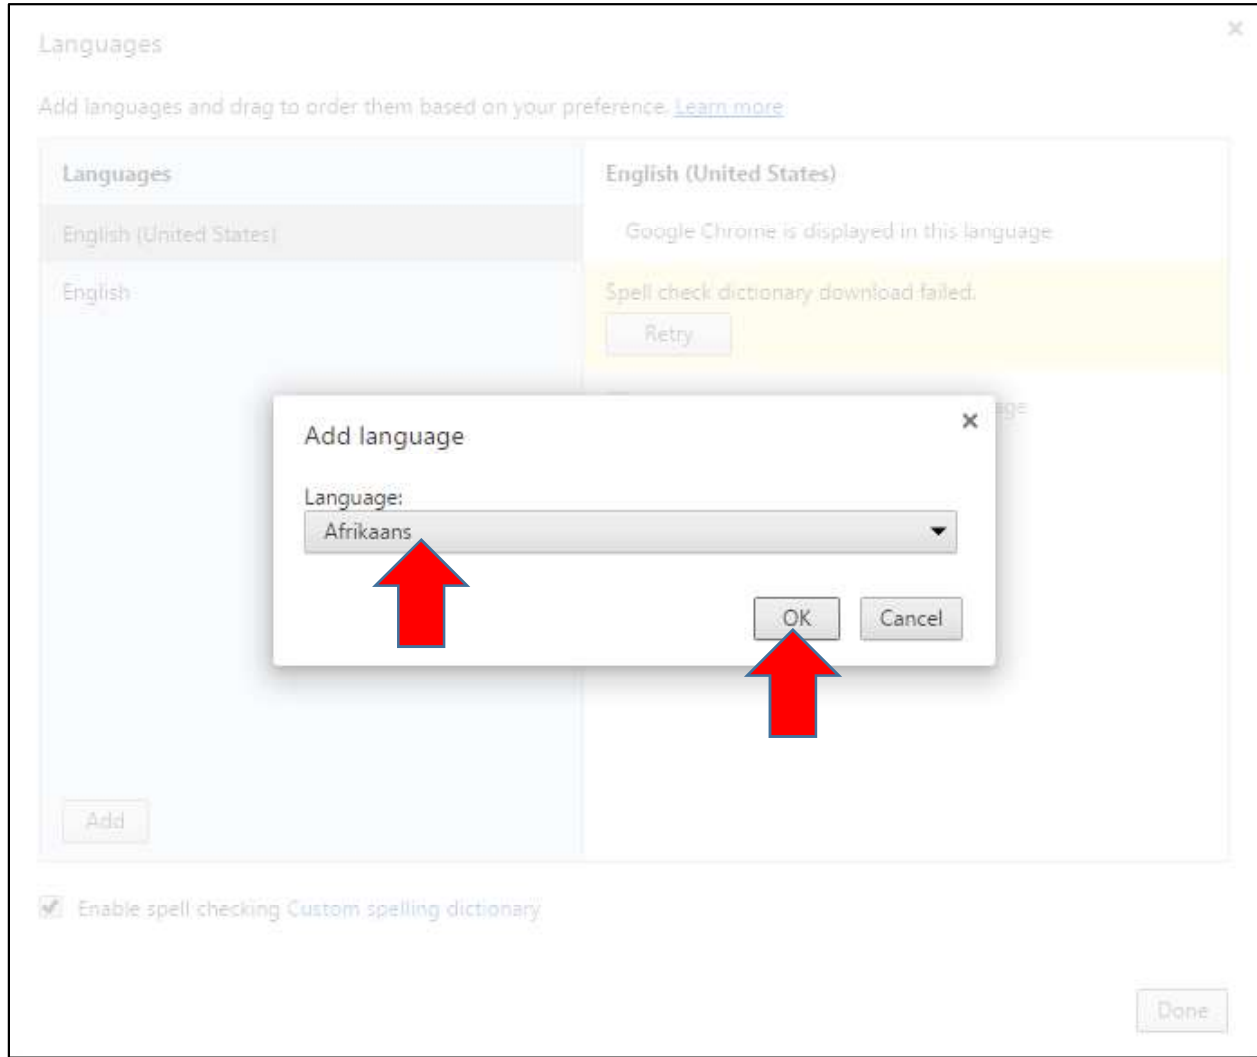 Languages
Add languages and drag to order them based on your preference. Learn more
Languages
English (United States)
English
English (United States)
Google Chrome is displayed in this language
Spell check dictionary download failed.
Retry
Add language
Language:
Afrikaans
OK
Cancel
Add
Enable spell checking Custom spelling dictionary
Done